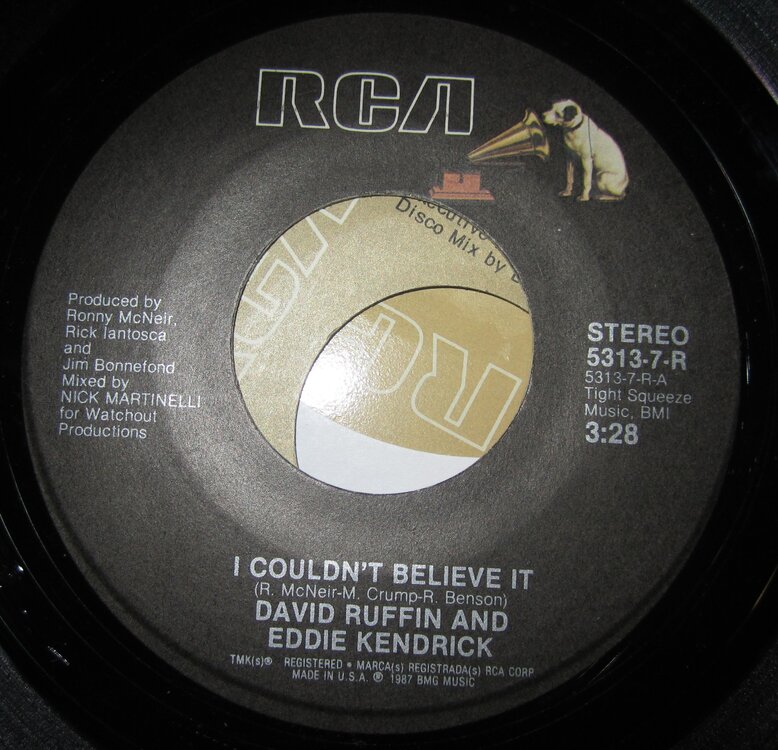 RCA
Produced by
Ronny McNeir,
Rick Iantosca
and
Jim Bonnefond
Mixed by
NICK MARTINELLI
for Watchout
Productions
Disco Mix by
RC
STEREO
5313-7-R
5313-7-R-A
Tight Squeeze
Music, BMI
3:28
I COULDN'T BELIEVE IT
(R. McNeir-M. Crump-R. Benson)
DAVID RUFFIN AND
EDDIE KENDRICK
TMK(s)® REGISTERED • MARCA(s) REGISTRADA(s) RCA CORP
MADE IN U.S.A. ℗ 1987 BMG MUSIC